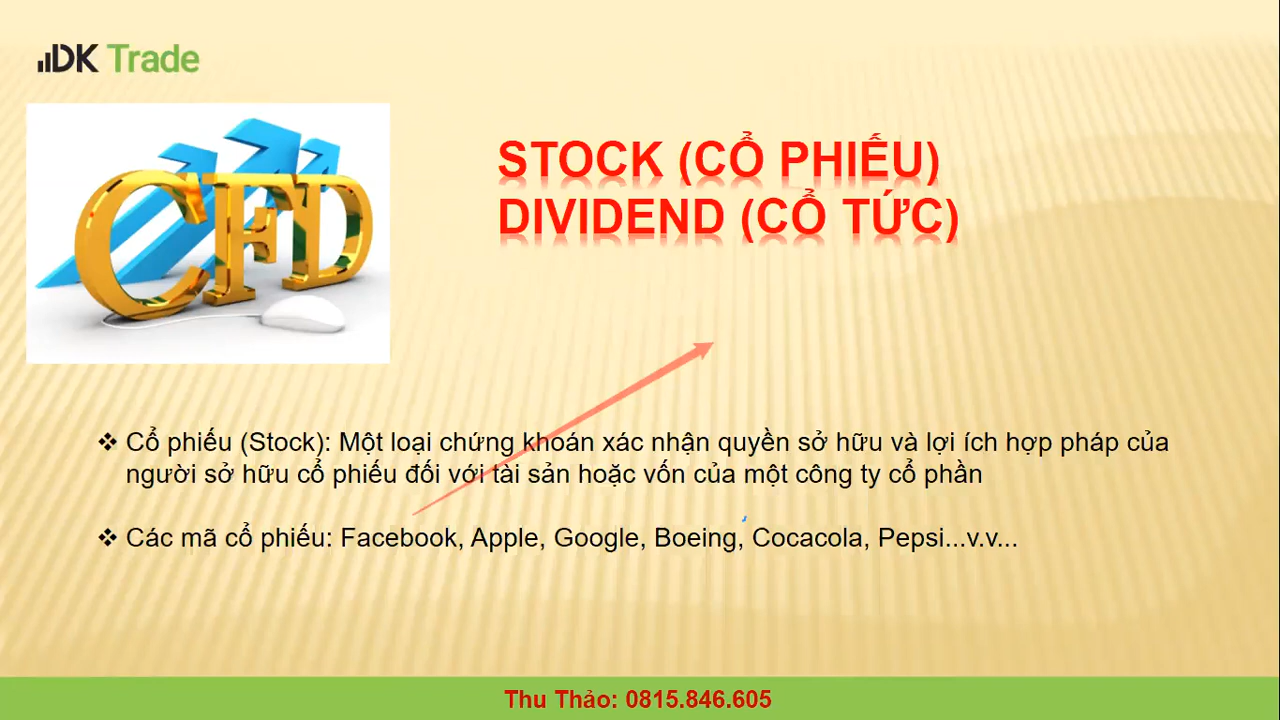 DK Trade
CFD
STOCK (CỔ PHIẾU)
DIVIDEND (CỔ TỨC)
❖ Cổ phiếu (Stock): Một loại chứng khoán xác nhận quyền sở hữu và lợi ích hợp pháp của
người sở hữu cổ phiếu đối với tài sản hoặc vốn của một công ty cổ phần
❖ Các mã cổ phiếu: Facebook, Apple, Google, Boeing, Cocacola, Pepsi...v.v...
Thu Thảo: 0815.846.605